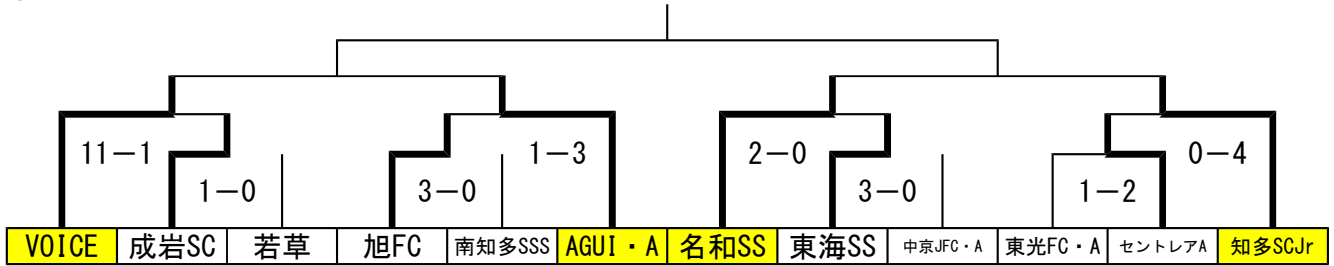 11－1
1－0
3－0
1－3
2－0
3－0
1－2
0－4
VOICE
成岩SC
若草
旭FC
南知多SSS
AGUI・A
名和SS
東海SS
中京JFC・A
東光FC・A
セントレアA
知多SCJr